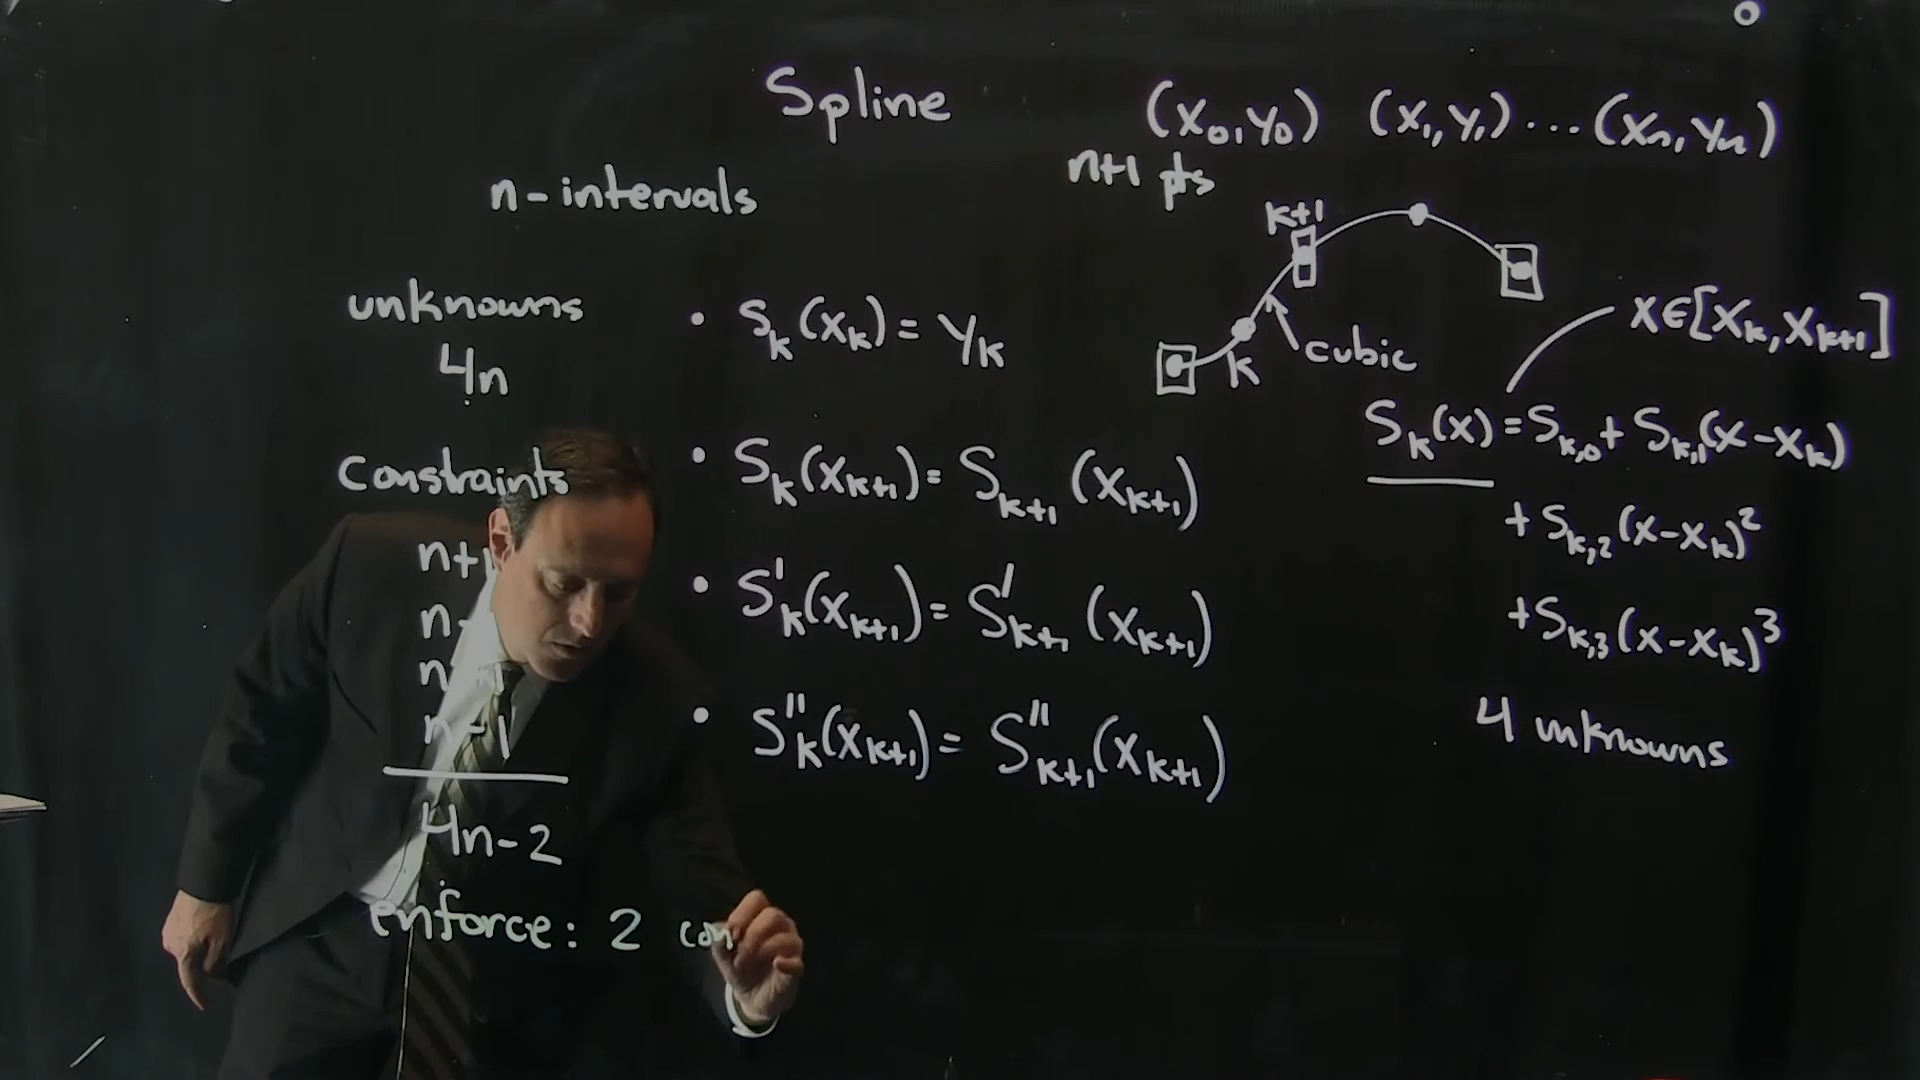 Spline
(x₀,y₀) (x₁,y₁)...(xₙ,yₙ)
n+1 pts
n-intervals
k+1
k
cubic
x∈[xₖ,xₖ₊₁]
unknowns
4n
constraints
n+1
n-
n-1
n-1
4n-2
enforce: 2 con
• Sₖ(xₖ)=yₖ
• Sₖ(xₖ₊₁)=Sₖ₊₁(xₖ₊₁)
• S'ₖ(xₖ₊₁)=S'ₖ₊₁(xₖ₊₁)
• S"ₖ(xₖ₊₁)=S"ₖ₊₁(xₖ₊₁)
Sₖ(x)=Sₖ,₀+Sₖ,₁(x-xₖ)
+Sₖ,₂(x-xₖ)²
+Sₖ,₃(x-xₖ)³
4 unknowns